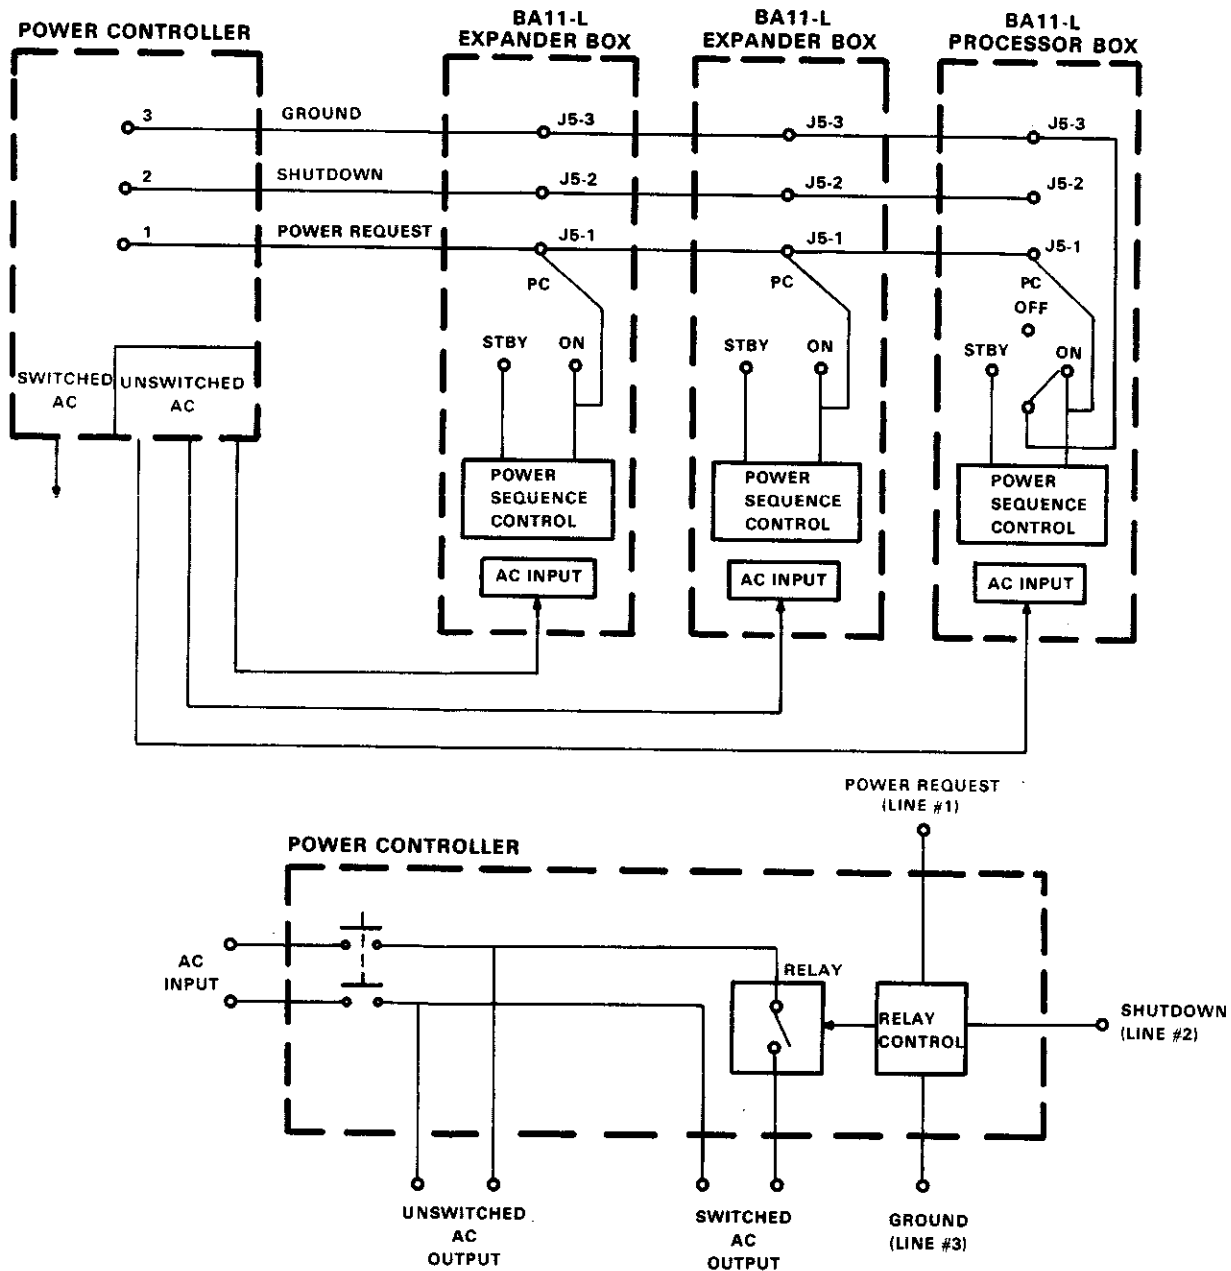 POWER CONTROLLER
BA11-L
EXPANDER BOX
BA11-L
EXPANDER BOX
BA11-L
PROCESSOR BOX
3
GROUND
J5-3
J5-3
J5-3
2
SHUTDOWN
J5-2
J5-2
J5-2
1
POWER REQUEST
J5-1
J5-1
J5-1
PC
PC
PC
OFF
STBY
ON
STBY
ON
STBY
ON
SWITCHED
AC
UNSWITCHED
AC
POWER
SEQUENCE
CONTROL
POWER
SEQUENCE
CONTROL
POWER
SEQUENCE
CONTROL
AC INPUT
AC INPUT
AC INPUT
POWER REQUEST
(LINE #1)
POWER CONTROLLER
AC
INPUT
RELAY
RELAY
CONTROL
SHUTDOWN
(LINE #2)
UNSWITCHED
AC
OUTPUT
SWITCHED
AC
OUTPUT
GROUND
(LINE #3)